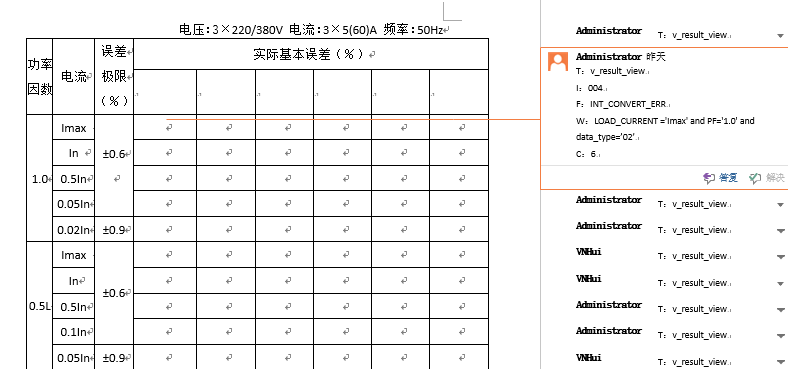 电压:3×220/380V 电流:3×5(60)A 频率:50Hz
功率因数 电流 误差极限(%) 实际基本误差(%)
1.0 Imax ±0.6
In
0.5In
0.05In
0.02In ±0.9
0.5L Imax ±0.6
In
0.5In
0.1In
0.05In ±0.9
Administrator T: v_result_view
Administrator 昨天
T: v_result_view
I: 004
F: INT_CONVERT_ERR
W: LOAD_CURRENT ='Imax' and PF='1.0' and
data_type='02'
C: 6
答复 解决
Administrator T: v_result_view
Administrator T: v_result_view
VNHui T: v_result_view
VNHui T: v_result_view
Administrator T: v_result_view
Administrator T: v_result_view
VNHui T: v_result_view